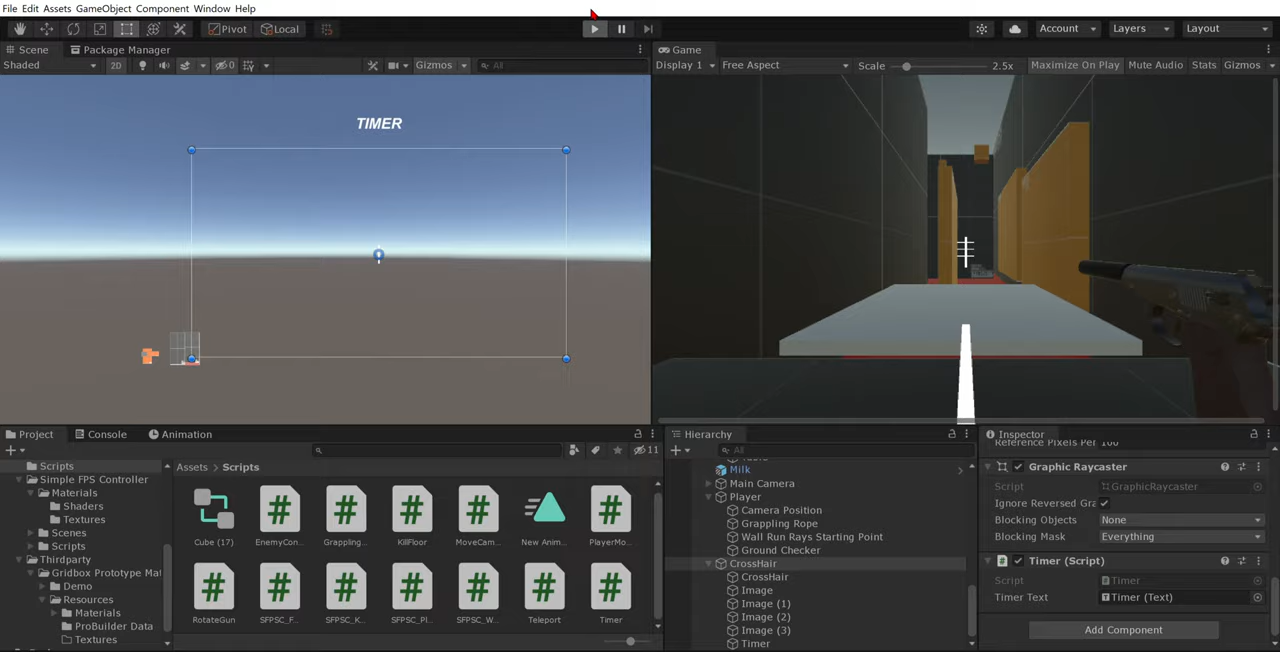 File Edit Assets GameObject Component Window Help
Pivot Local Account Layers Layout
Scene Package Manager
Shaded 2D 0 Gizmos All
TIMER
Game
Display 1 Free Aspect Scale 2.5x Maximize On Play Mute Audio Stats Gizmos
Project Console Animation
11
Scripts
Simple FPS Controller
Materials
Shaders
Textures
Scenes
Scripts
Thirdparty
Gridbox Prototype Mat
Demo
Resources
Materials
ProBuilder Data
Textures
Assets > Scripts
Cube (17) EnemyCon... Grappling... KillFloor MoveCam... New Anim... PlayerMo...
RotateGun SFPSC_F... SFPSC_K... SFPSC_Pl... SFPSC_W... Teleport Timer
Hierarchy
All
Milk
Main Camera
Player
Camera Position
Grappling Rope
Wall Run Rays Starting Point
Ground Checker
CrossHair
CrossHair
Image
Image (1)
Image (2)
Image (3)
Timer
Inspector
Reference Pixels Per 100
Graphic Raycaster
Script GraphicRaycaster
Ignore Reversed Gra
Blocking Objects None
Blocking Mask Everything
Timer (Script)
Script Timer
Timer Text Timer (Text)
Add Component